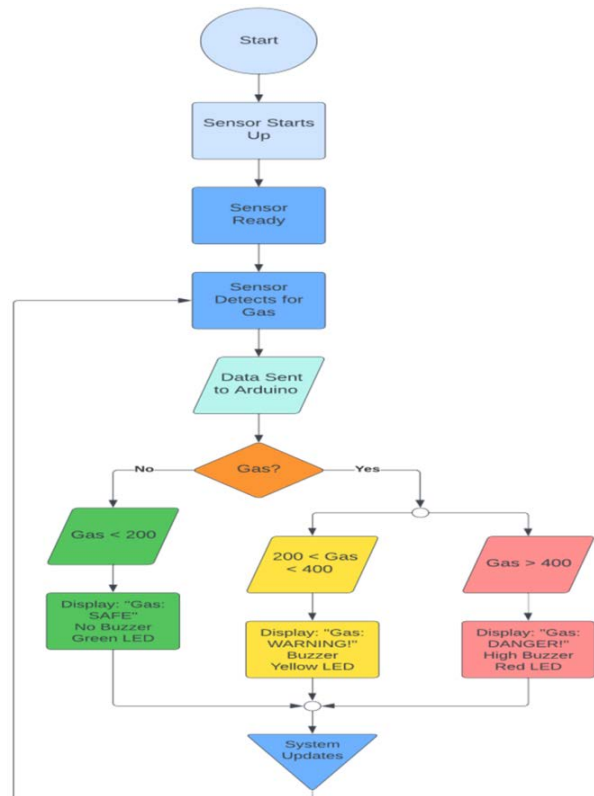 Start
Sensor Starts
Up
Sensor
Ready
Sensor
Detects for
Gas
Data Sent
to Arduino
Gas?
No
Yes
Gas < 200
200 < Gas
< 400
Gas > 400
Display: "Gas:
SAFE"
No Buzzer
Green LED
Display: "Gas:
WARNING!"
Buzzer
Yellow LED
Display: "Gas:
DANGER!"
High Buzzer
Red LED
System
Updates